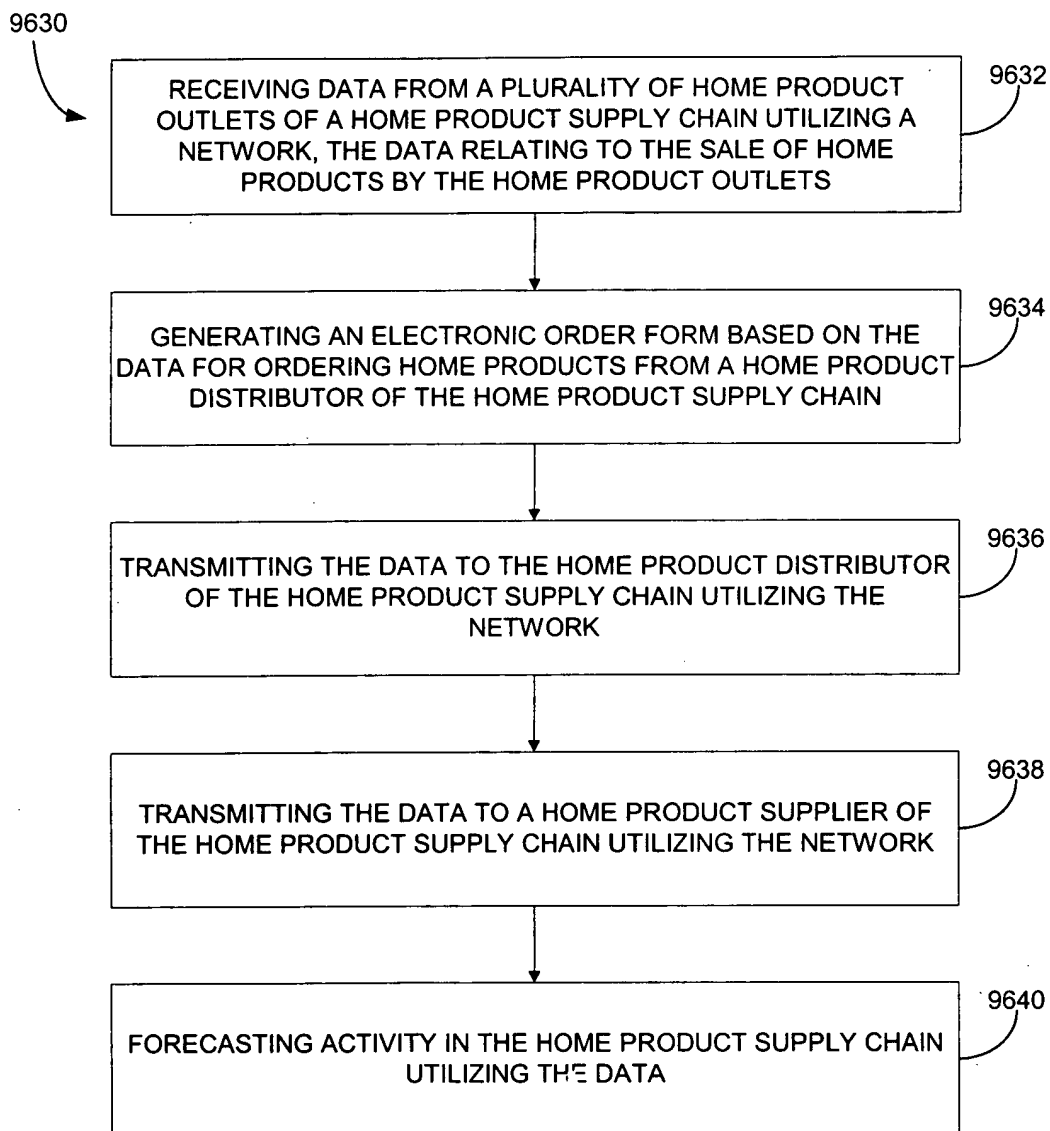 9630
RECEIVING DATA FROM A PLURALITY OF HOME PRODUCT
OUTLETS OF A HOME PRODUCT SUPPLY CHAIN UTILIZING A
NETWORK, THE DATA RELATING TO THE SALE OF HOME
PRODUCTS BY THE HOME PRODUCT OUTLETS
9632
GENERATING AN ELECTRONIC ORDER FORM BASED ON THE
DATA FOR ORDERING HOME PRODUCTS FROM A HOME PRODUCT
DISTRIBUTOR OF THE HOME PRODUCT SUPPLY CHAIN
9634
TRANSMITTING THE DATA TO THE HOME PRODUCT DISTRIBUTOR
OF THE HOME PRODUCT SUPPLY CHAIN UTILIZING THE
NETWORK
9636
TRANSMITTING THE DATA TO A HOME PRODUCT SUPPLIER OF
THE HOME PRODUCT SUPPLY CHAIN UTILIZING THE NETWORK
9638
FORECASTING ACTIVITY IN THE HOME PRODUCT SUPPLY CHAIN
UTILIZING THE DATA
9640